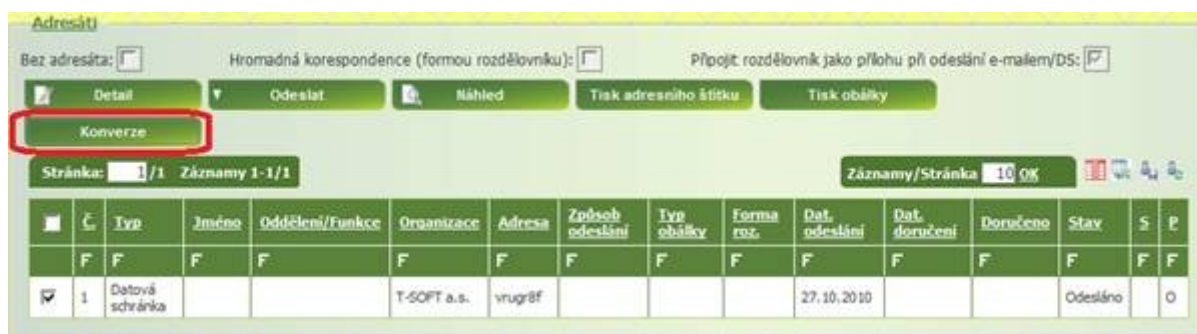 Adresáti
Bez adresáta: Hromadná korespondence (formou rozdělovníku): Připojit rozdělovník jako přílohu při odeslání e-mailem/DS:
Detail Odeslat Náhled Tisk adresního štítku Tisk obálky
Konverze
Stránka: 1 /1 Záznamy 1-1/1 Záznamy/Stránka 10 OK
Č. Typ Jméno Oddělení/Funkce Organizace Adresa Způsob odeslání Typ obálky Forma roz. Dat. odeslání Dat. doručení Doručeno Stav S P
F F F F F F F F F F F F F F F
1 Datová schránka T-SOFT a.s. vrugr8f 27.10.2010 Odesláno O